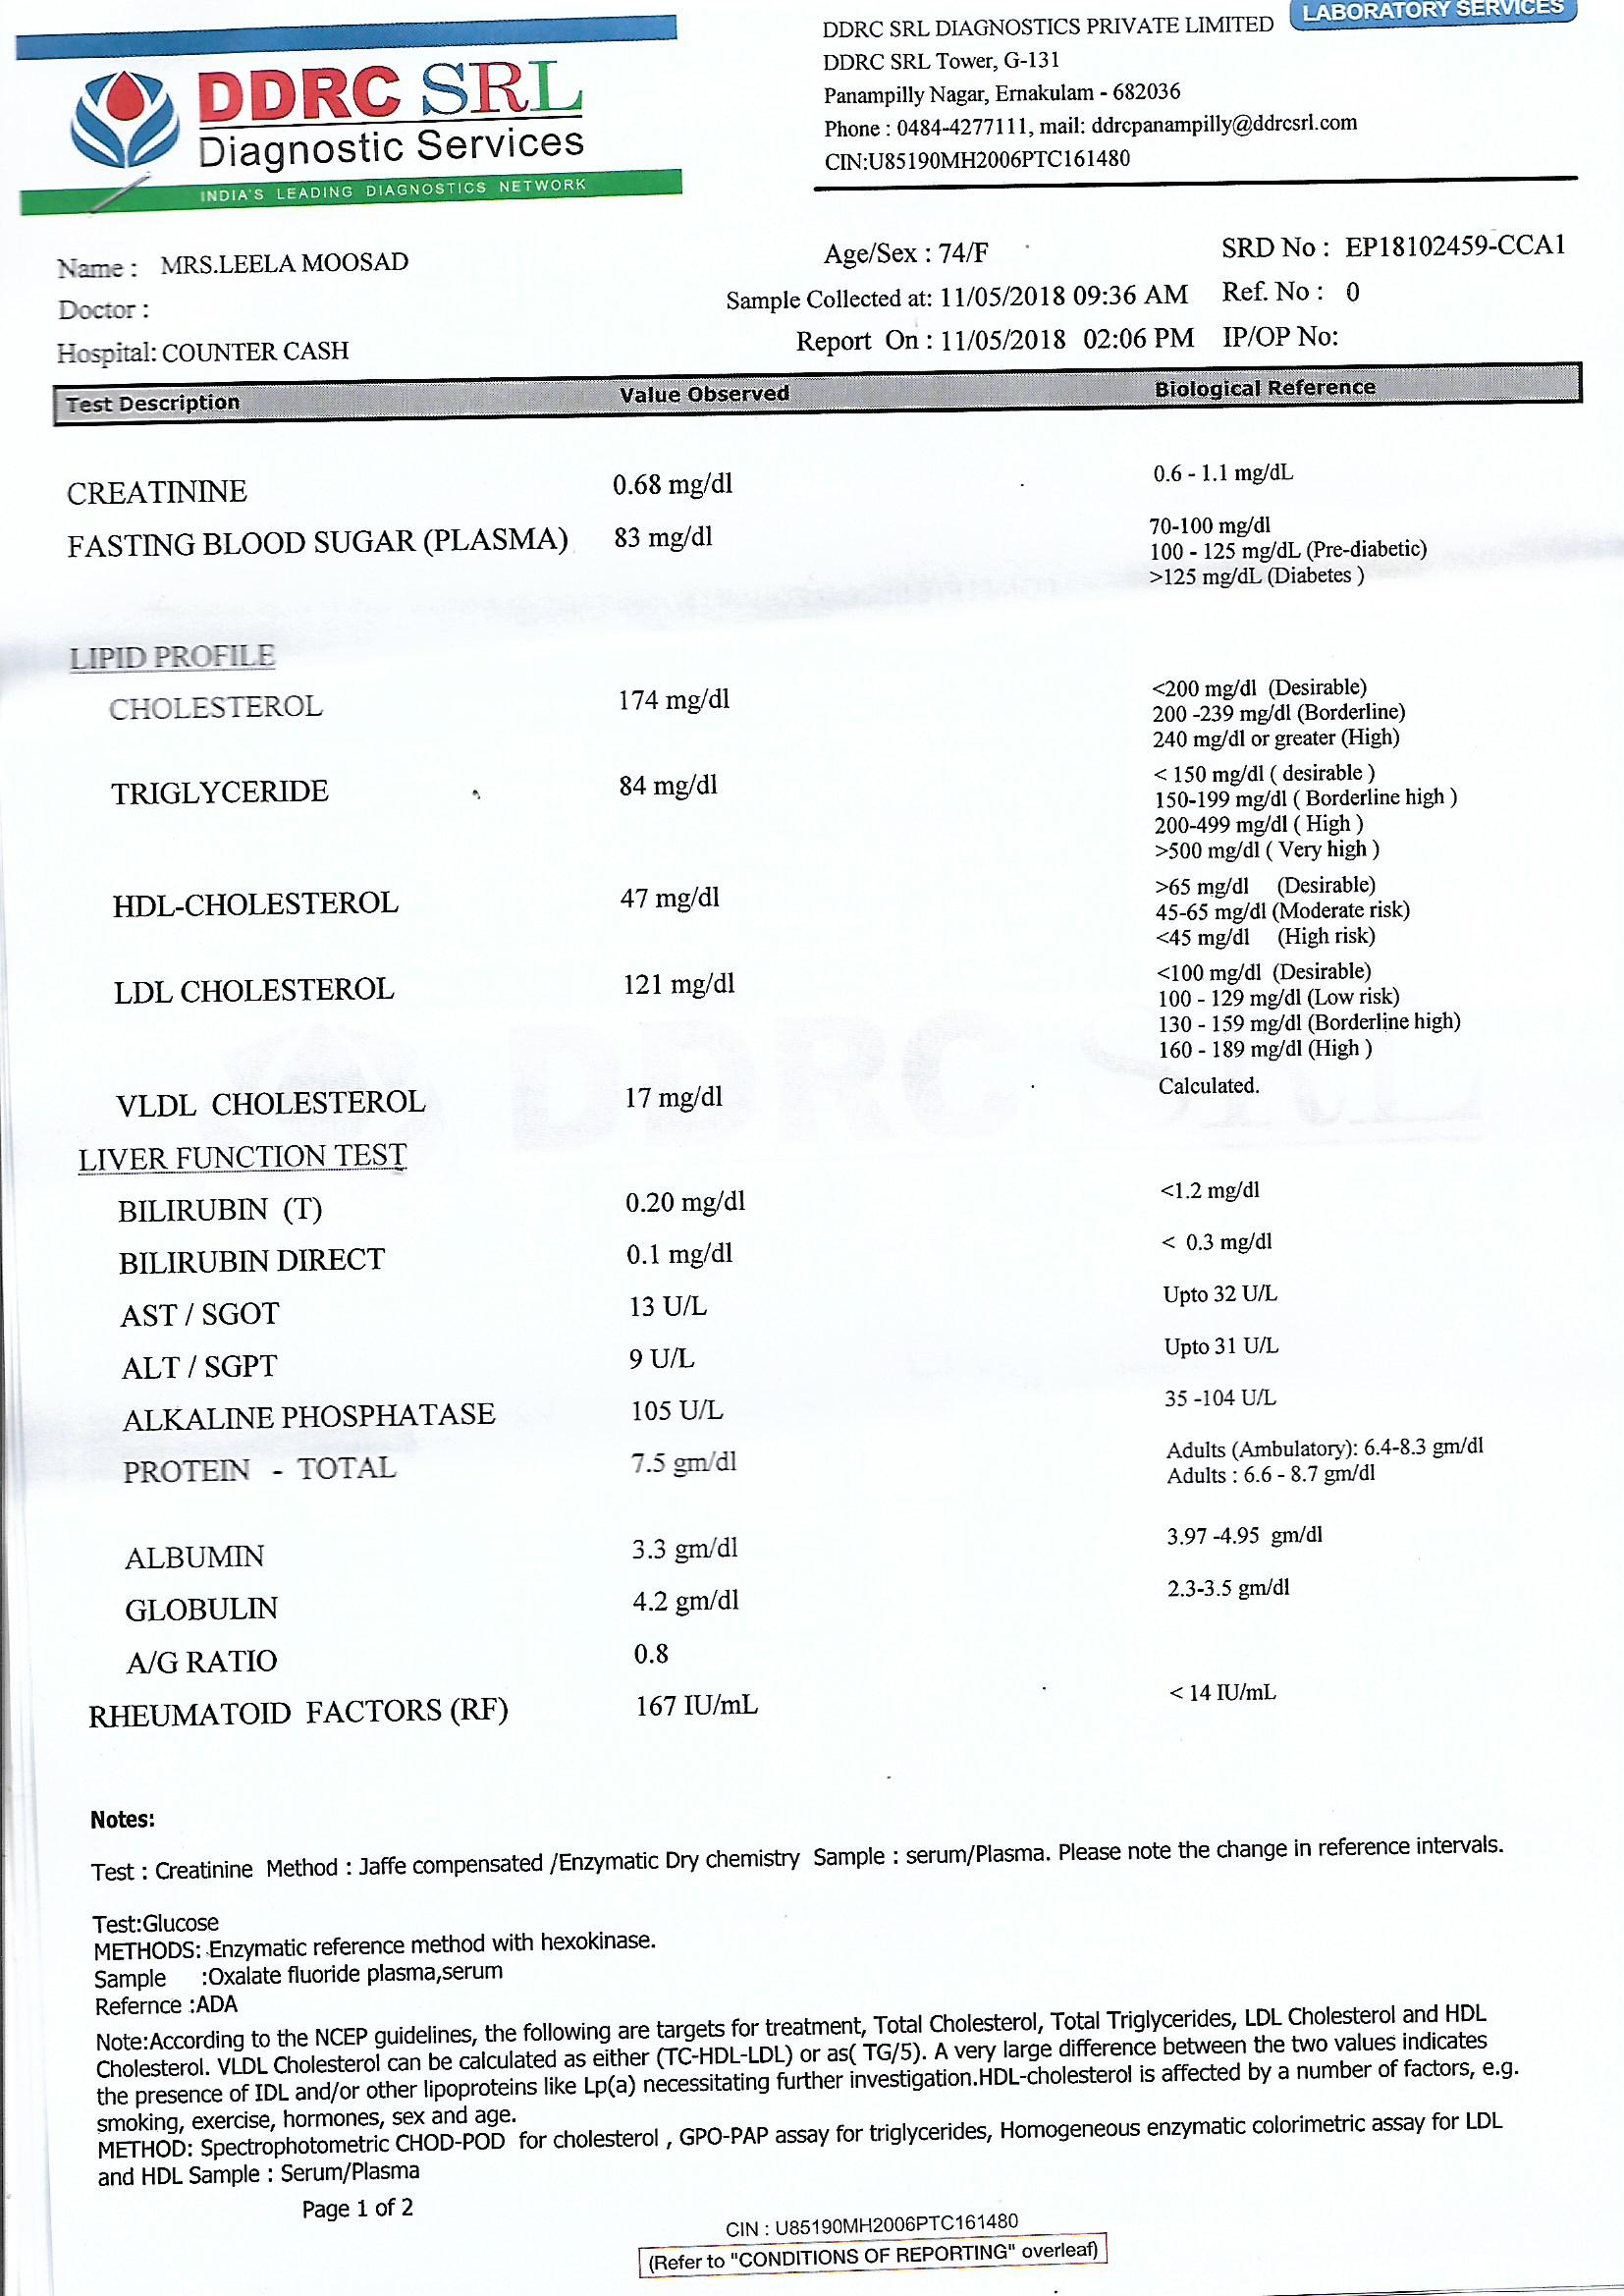 LABORATORY SERVICES
DDRC SRL
Diagnostic Services
INDIA'S LEADING DIAGNOSTICS NETWORK
DDRC SRL DIAGNOSTICS PRIVATE LIMITED
DDRC SRL Tower, G-131
Panampilly Nagar, Ernakulam - 682036
Phone : 0484-4277111, mail: ddrcpanampilly@ddrcsrl.com
CIN:U85190MH2006PTC161480
Name : MRS.LEELA MOOSAD Age/Sex : 74/F SRD No : EP18102459-CCA1
Doctor : Sample Collected at: 11/05/2018 09:36 AM Ref. No : 0
Hospital: COUNTER CASH Report On : 11/05/2018 02:06 PM IP/OP No:
Test Description Value Observed Biological Reference
CREATININE 0.68 mg/dl 0.6 - 1.1 mg/dL
FASTING BLOOD SUGAR (PLASMA) 83 mg/dl 70-100 mg/dl
100 - 125 mg/dL (Pre-diabetic)
>125 mg/dL (Diabetes )
LIPID PROFILE
CHOLESTEROL 174 mg/dl <200 mg/dl (Desirable)
200 -239 mg/dl (Borderline)
240 mg/dl or greater (High)
TRIGLYCERIDE 84 mg/dl < 150 mg/dl ( desirable )
150-199 mg/dl ( Borderline high )
200-499 mg/dl ( High )
>500 mg/dl ( Very high )
HDL-CHOLESTEROL 47 mg/dl >65 mg/dl (Desirable)
45-65 mg/dl (Moderate risk)
<45 mg/dl (High risk)
LDL CHOLESTEROL 121 mg/dl <100 mg/dl (Desirable)
100 - 129 mg/dl (Low risk)
130 - 159 mg/dl (Borderline high)
160 - 189 mg/dl (High )
VLDL CHOLESTEROL 17 mg/dl Calculated.
LIVER FUNCTION TEST
BILIRUBIN (T) 0.20 mg/dl <1.2 mg/dl
BILIRUBIN DIRECT 0.1 mg/dl < 0.3 mg/dl
AST / SGOT 13 U/L Upto 32 U/L
ALT / SGPT 9 U/L Upto 31 U/L
ALKALINE PHOSPHATASE 105 U/L 35 -104 U/L
PROTEIN - TOTAL 7.5 gm/dl Adults (Ambulatory): 6.4-8.3 gm/dl
Adults : 6.6 - 8.7 gm/dl
ALBUMIN 3.3 gm/dl 3.97 -4.95 gm/dl
GLOBULIN 4.2 gm/dl 2.3-3.5 gm/dl
A/G RATIO 0.8
RHEUMATOID FACTORS (RF) 167 IU/mL < 14 IU/mL
Notes:
Test : Creatinine Method : Jaffe compensated /Enzymatic Dry chemistry Sample : serum/Plasma. Please note the change in reference intervals.
Test:Glucose
METHODS: Enzymatic reference method with hexokinase.
Sample :Oxalate fluoride plasma,serum
Refernce :ADA
Note:According to the NCEP guidelines, the following are targets for treatment, Total Cholesterol, Total Triglycerides, LDL Cholesterol and HDL
Cholesterol. VLDL Cholesterol can be calculated as either (TC-HDL-LDL) or as( TG/5). A very large difference between the two values indicates
the presence of IDL and/or other lipoproteins like Lp(a) necessitating further investigation.HDL-cholesterol is affected by a number of factors, e.g.
smoking, exercise, hormones, sex and age.
METHOD: Spectrophotometric CHOD-POD for cholesterol , GPO-PAP assay for triglycerides, Homogeneous enzymatic colorimetric assay for LDL
and HDL Sample : Serum/Plasma
Page 1 of 2
CIN : U85190MH2006PTC161480
(Refer to "CONDITIONS OF REPORTING" overleaf)